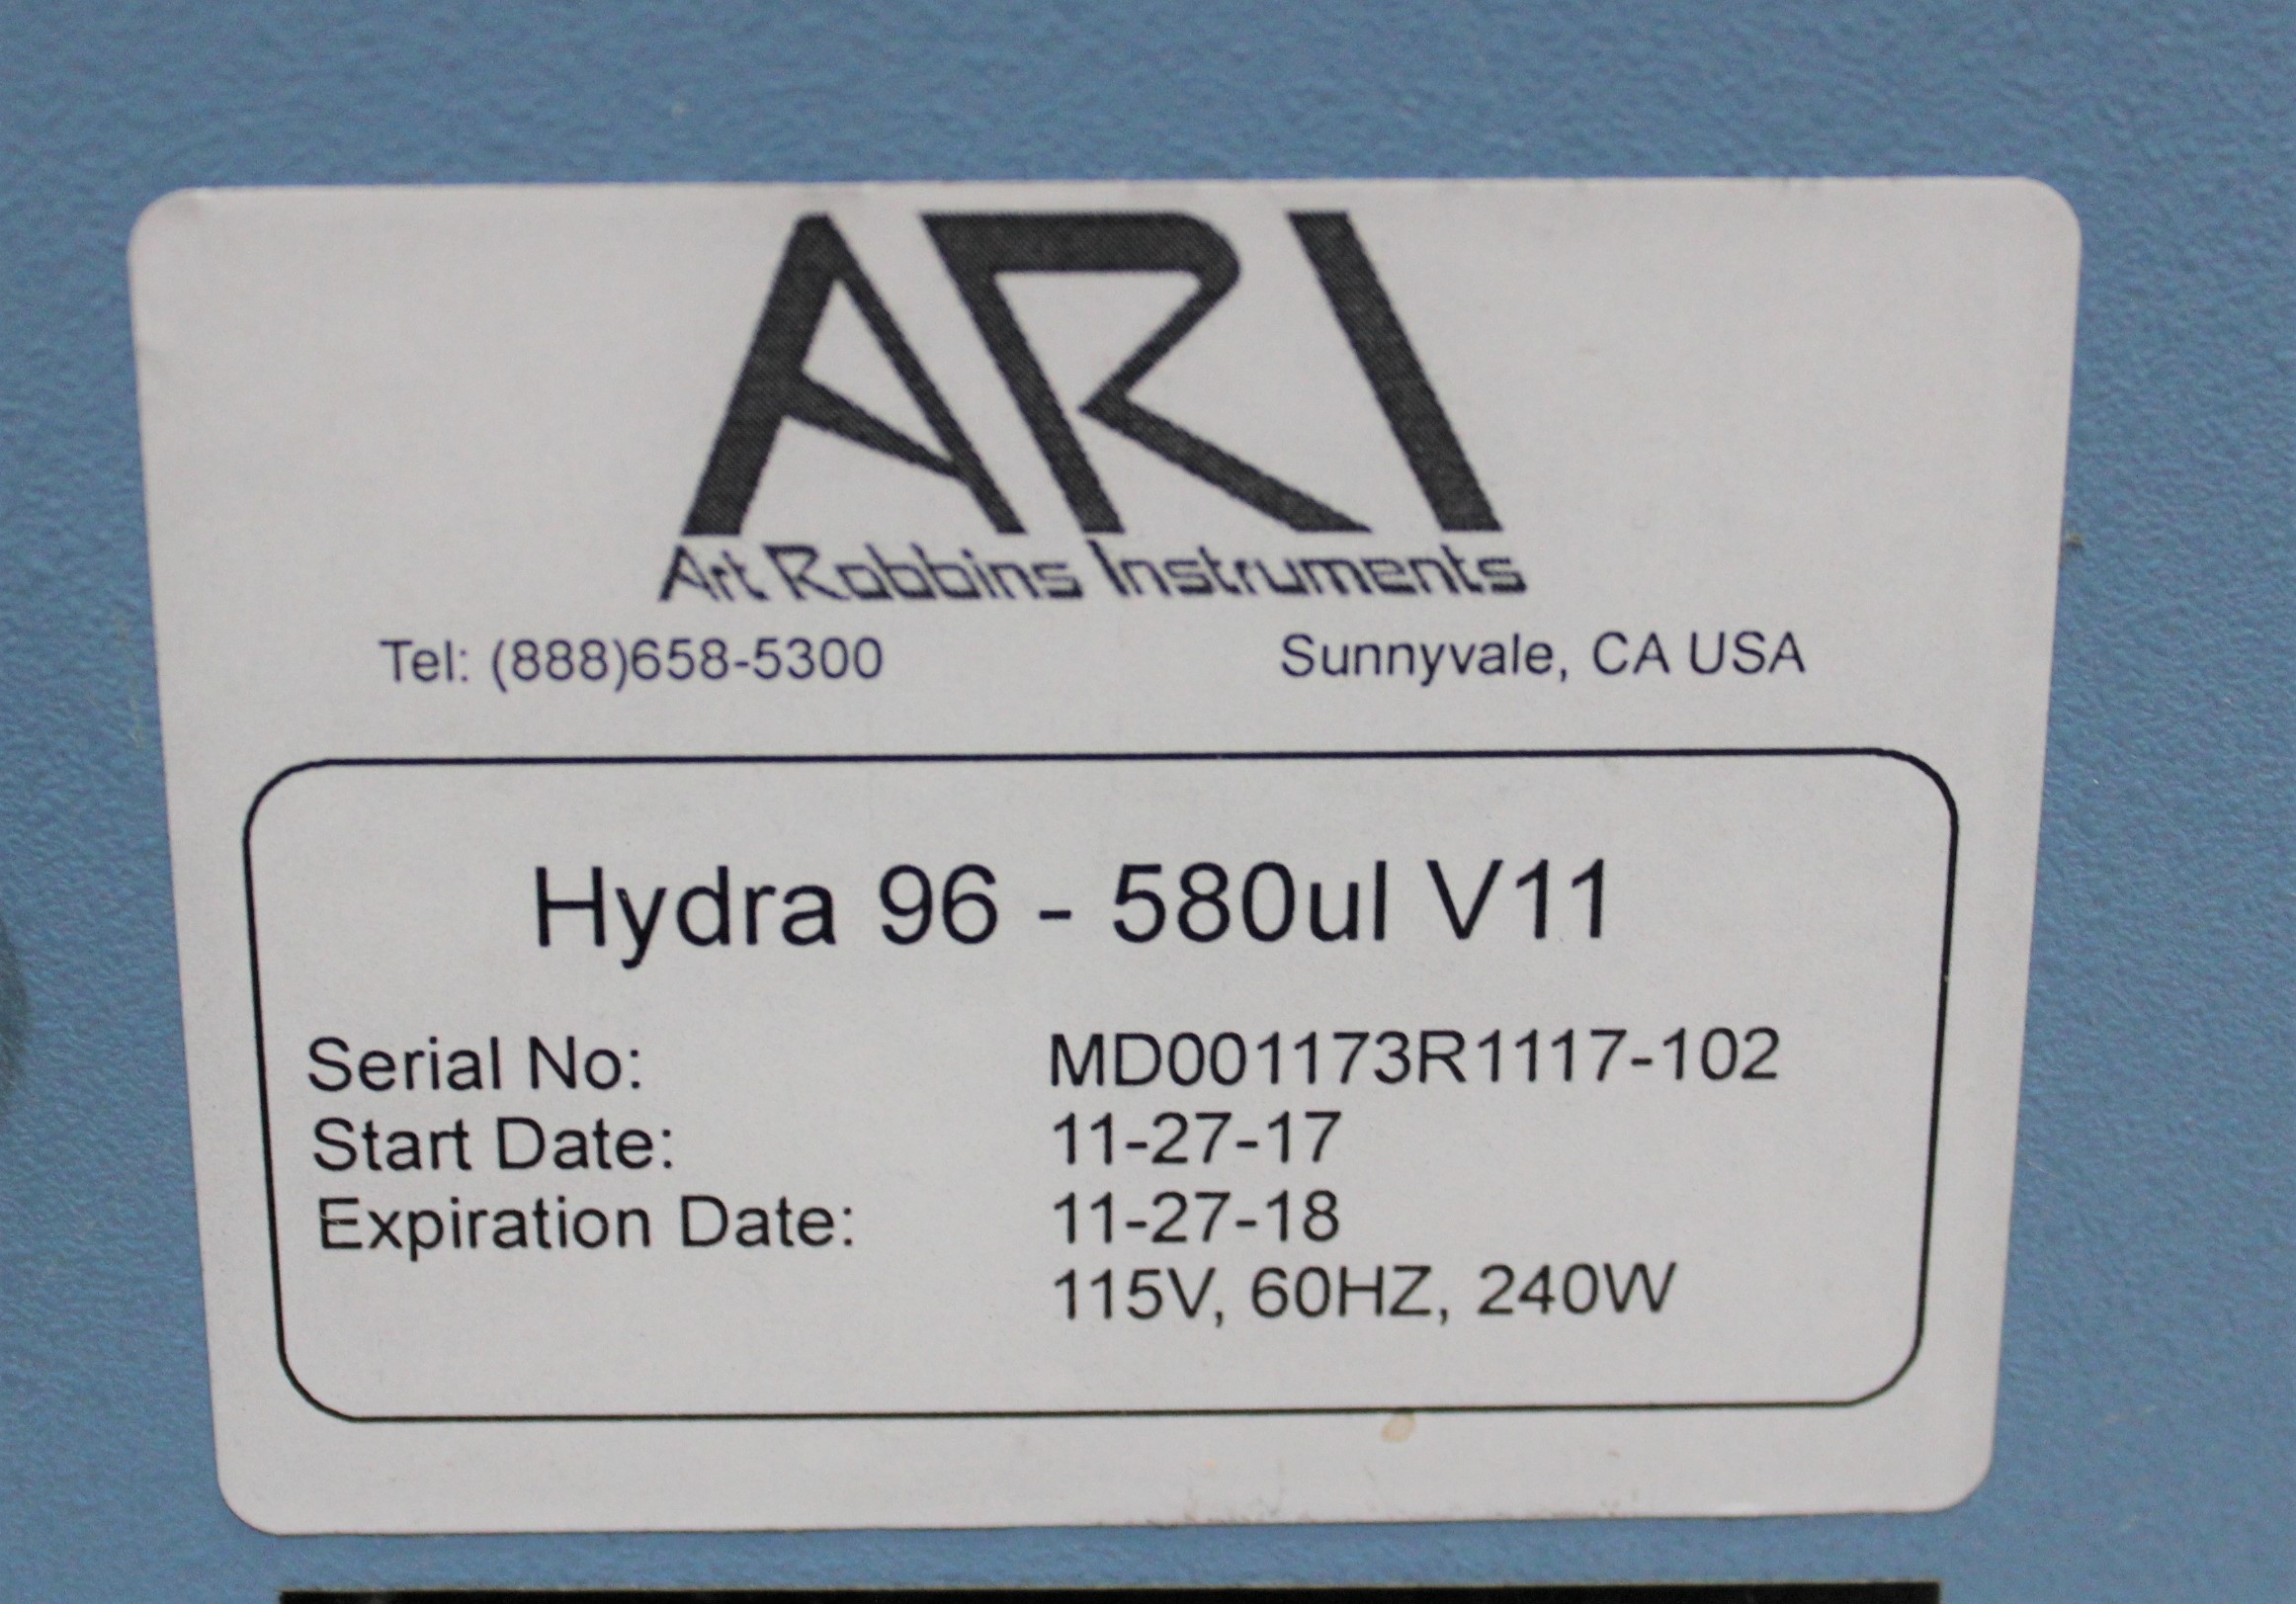 ARI
Art Robbins Instruments
Tel: (888)658-5300 Sunnyvale, CA USA
Hydra 96 - 580ul V11
Serial No: MD001173R1117-102
Start Date: 11-27-17
Expiration Date: 11-27-18
115V, 60HZ, 240W